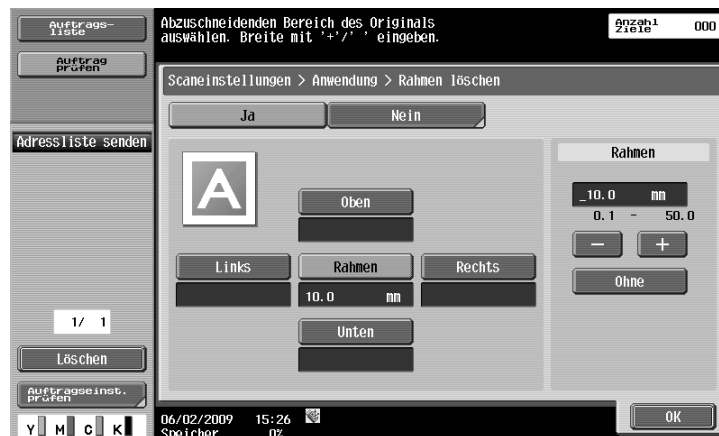 Auftrags-
liste
Auftrag
prüfen
Adressliste senden
1/ 1
Löschen
Auftragseinst.
prüfen
Y M C K
Abzuschneidenden Bereich des Originals
auswählen. Breite mit '+'/' ' eingeben.
Anzahl
Ziele 000
Scaneinstellungen > Anwendung > Rahmen löschen
Ja Nein
A
Oben
Links Rahmen Rechts
10.0 mm
Unten
Rahmen
_10.0 mm
0.1 - 50.0
− +
Ohne
06/02/2009 15:26
Speicher 0%
OK